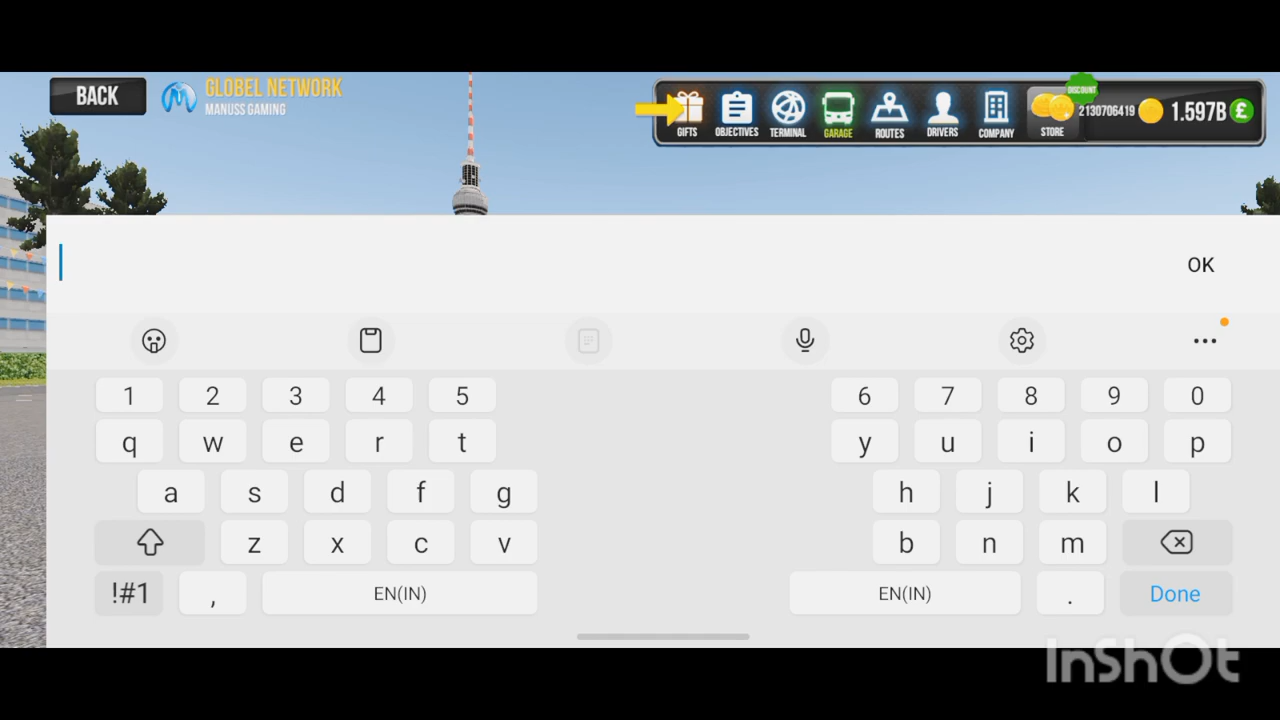 BACK
GLOBEL NETWORK
MANUSS GAMING
GIFTS
OBJECTIVES
TERMINAL
GARAGE
ROUTES
DRIVERS
COMPANY
STORE
DISCOUNT
2130706419
1.597B £
OK
1 2 3 4 5 6 7 8 9 0
q w e r t y u i o p
a s d f g h j k l
z x c v b n m
!#1 , EN(IN) EN(IN) . Done
InShOt